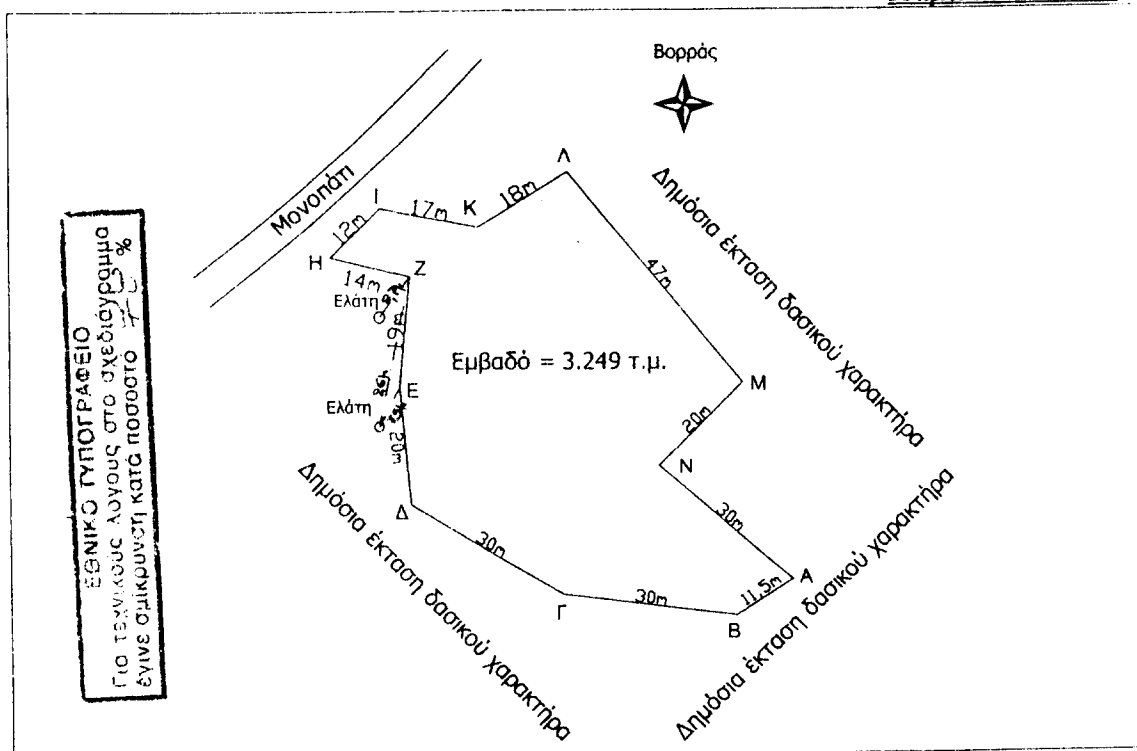 Βορράς
Μονοπάτι
Λ
18m
Κ
17m
Ι
12m
Η
14m
Ζ
Ελάτη
19m
47m
Δημόσια έκταση δασικού χαρακτήρα
Εμβαδό = 3.249 τ.μ.
Μ
Ε
Ελάτη
20m
20m
Ν
Δ
30m
30m
Α
11,5m
Β
30m
Γ
Δημόσια έκταση δασικού χαρακτήρα
Δημόσια έκταση δασικού χαρακτήρα
ΕΘΝΙΚΟ ΤΥΠΟΓΡΑΦΕΙΟ
Για τεχνικούς λόγους στο σχεδιάγραμμα
έγινε σμίκρυνση κατά ποσοστό %